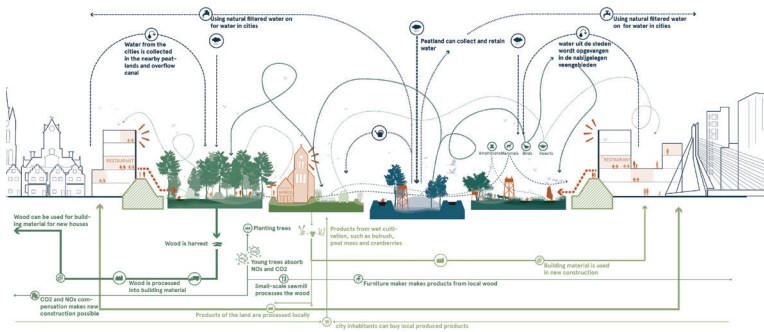 Using natural filtered water on
for water in cities
Using natural filtered water
on for water in cities
Water from the
cities is collected
in the nearby peat-
lands and overflow
canal
Peatland can collect and retain
water
water uit de steden
wordt opgevangen
in de nabijgelegen
veengebieden
Amphibians
Mammals
Birds
Insects
RESTAURANT
RESTAURANT
Wood can be used for buld-
ing material for new houses
Wood is harvest
Planting trees
Products from wet culti-
vation, such as bulrush,
peat moss and cranberries
Young trees absorb
NOx and CO2
Building material is used
in new construction
Wood is processed
into building material
Small-scale sawmill
processes the wood
Furniture maker makes products from local wood
CO2 and NOx com-
pensation makes new
construction possible
Products of the land are processed locally
city inhabitants can buy local produced products